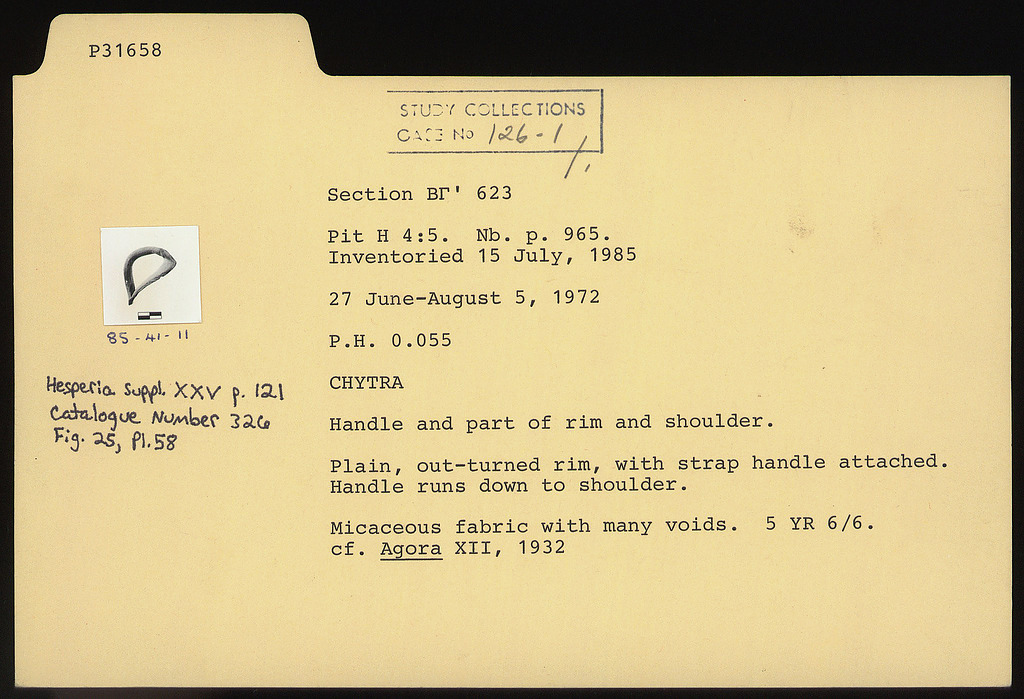 P31658
STUDY COLLECTIONS
CASE No 126-1/1
Section ΒΓ' 623
Pit H 4:5. Nb. p. 965.
Inventoried 15 July, 1985
27 June-August 5, 1972
P.H. 0.055
CHYTRA
Handle and part of rim and shoulder.
Plain, out-turned rim, with strap handle attached.
Handle runs down to shoulder.
Micaceous fabric with many voids. 5 YR 6/6.
cf. Agora XII, 1932
85-41-11
Hesperia Suppl. XXV p. 121
Catalogue Number 326
Fig. 25, Pl. 58